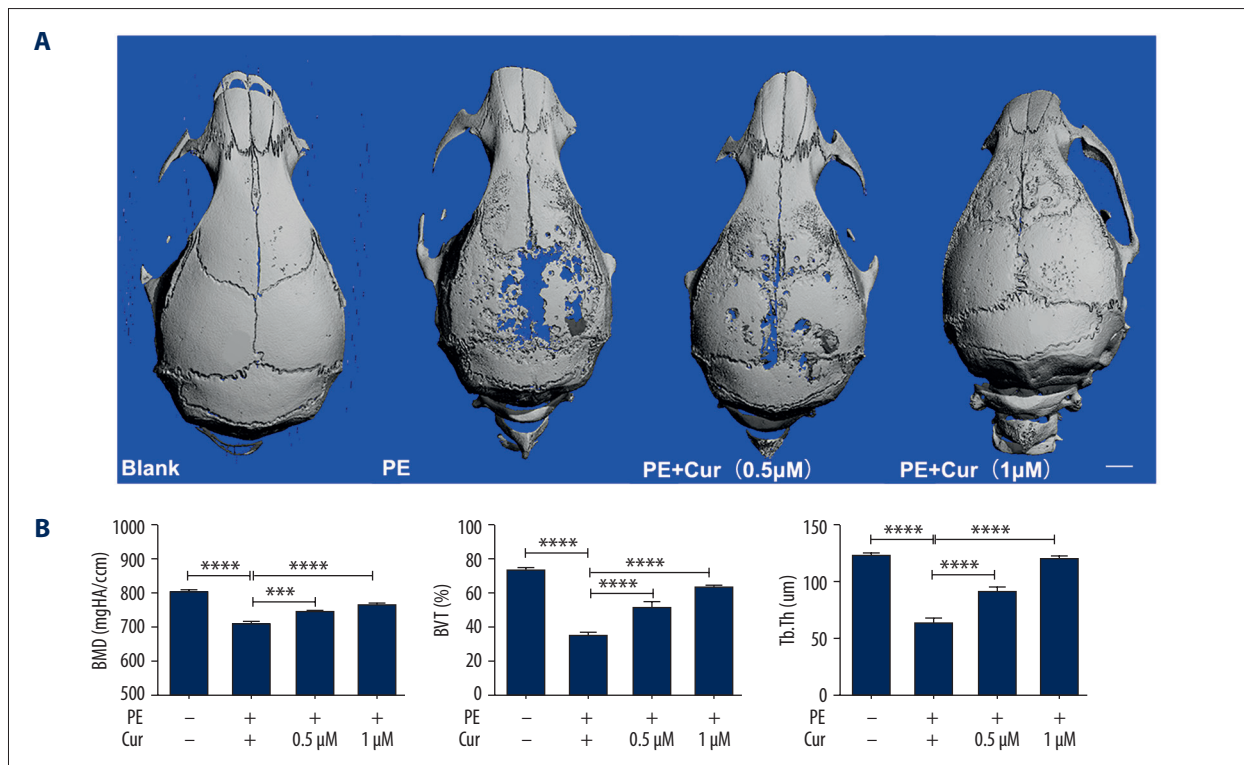 A
Blank
PE
PE+Cur（0.5μM）
PE+Cur（1μM）
B
BMD (mgHA/ccm)
1000
900
800
700
600
500
****
****
***
PE – + + +
Cur – + 0.5 μM 1 μM
BVT (%)
100
80
60
40
20
0
****
****
****
PE – + + +
Cur – + 0.5 μM 1 μM
Tb.Th (um)
150
100
50
0
****
****
****
PE – + + +
Cur – + 0.5 μM 1 μM